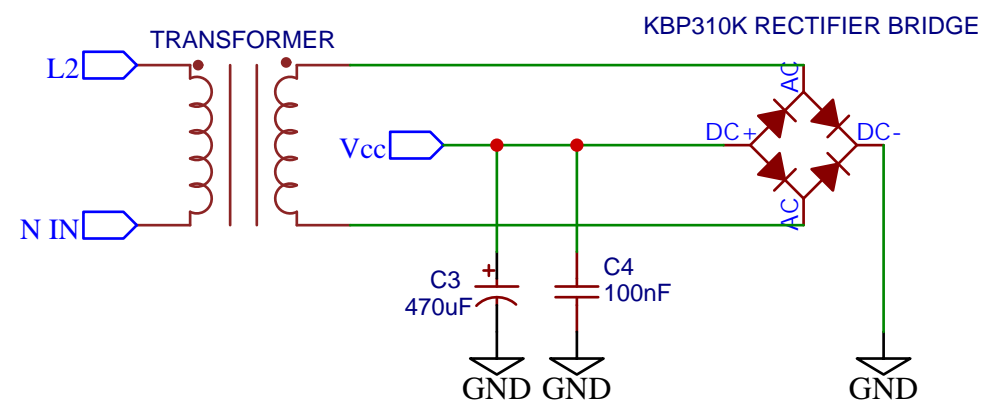 KBP310K RECTIFIER BRIDGE
TRANSFORMER
L2
AC
DC+
DC-
Vcc
AC
N IN
C3
470uF
+
C4
100nF
GND
GND
GND